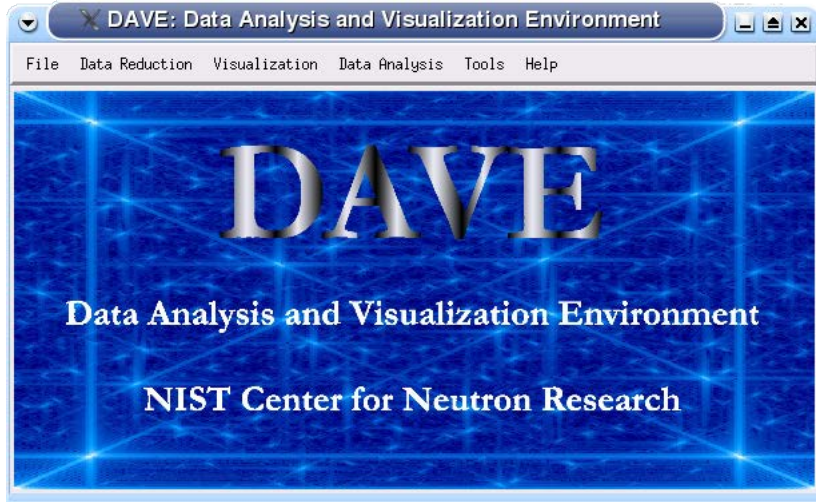 DAVE: Data Analysis and Visualization Environment
File Data Reduction Visualization Data Analysis Tools Help
DAVE
Data Analysis and Visualization Environment
NIST Center for Neutron Research